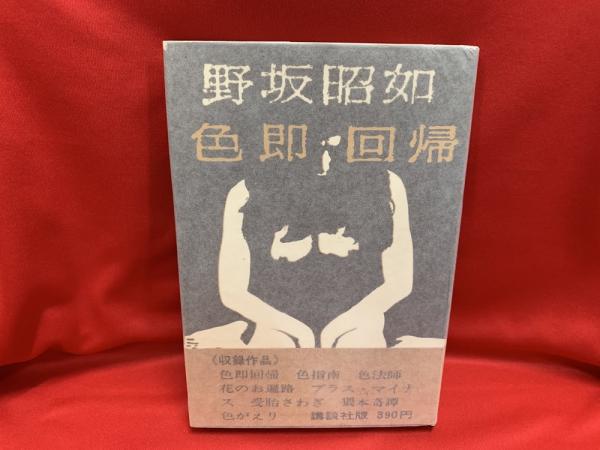 野坂昭如
色即回帰
《収録作品》
色即回帰 色指南 色法師
花のお遍路 プラス・マイナ
ス 受胎さわぎ 猥本奇譚
色がえり 講談社版 390円